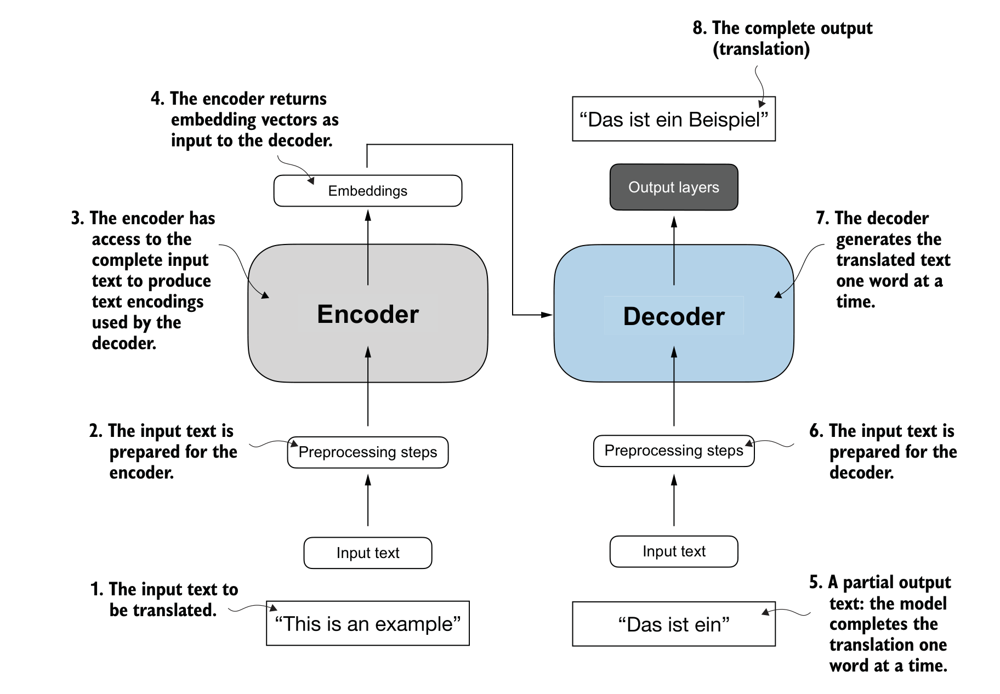 8. The complete output
(translation)
4. The encoder returns
embedding vectors as
input to the decoder.
“Das ist ein Beispiel”
Embeddings
Output layers
3. The encoder has
access to the
complete input
text to produce
text encodings
used by the
decoder.
7. The decoder
generates the
translated text
one word at a
time.
Encoder
Decoder
2. The input text is
prepared for the
encoder.
Preprocessing steps
Preprocessing steps
6. The input text is
prepared for the
decoder.
Input text
Input text
1. The input text to
be translated.
“This is an example”
“Das ist ein”
5. A partial output
text: the model
completes the
translation one
word at a time.